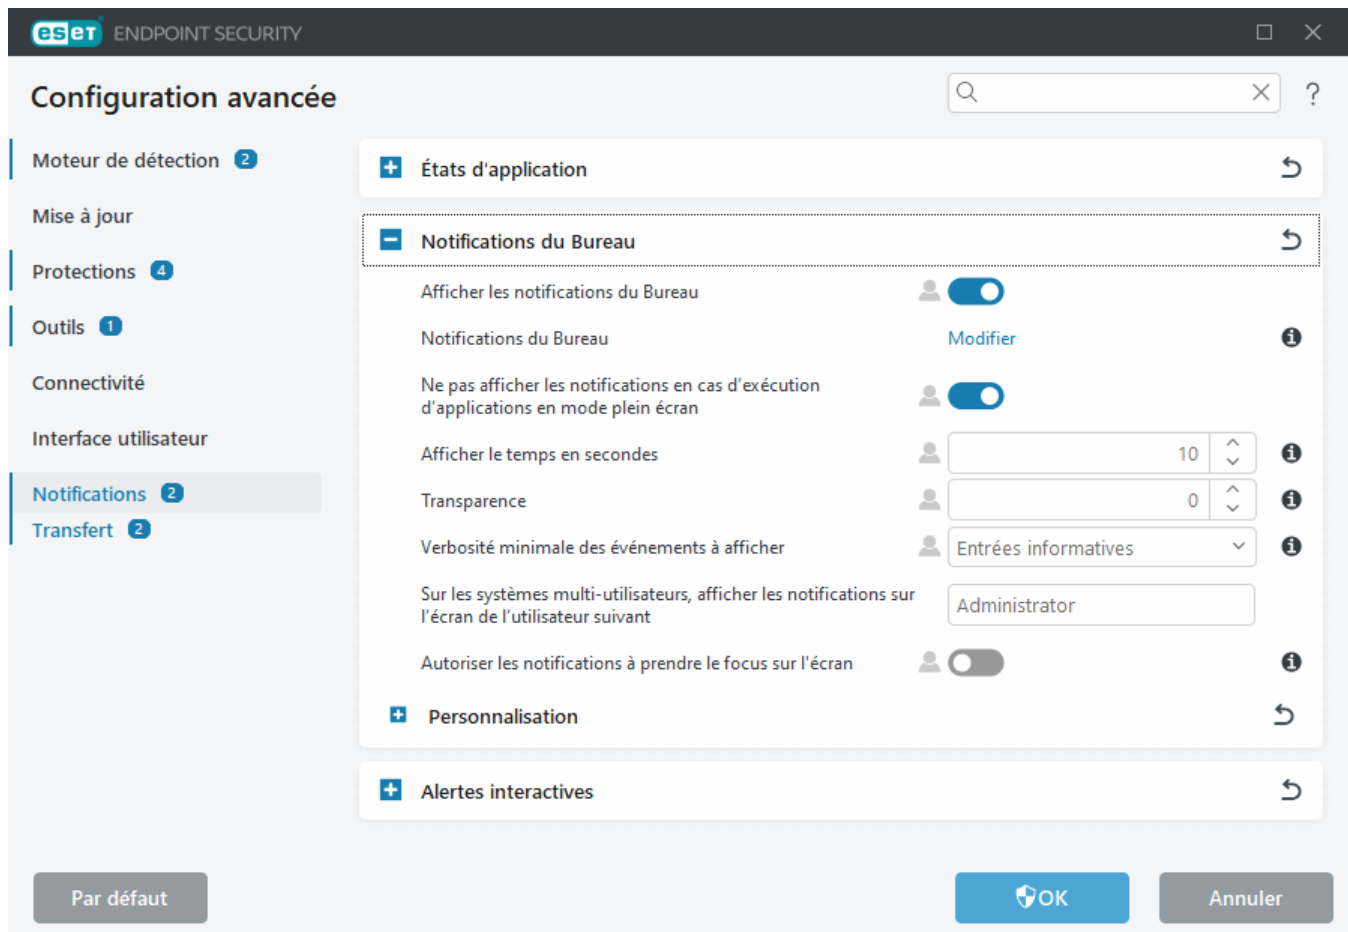 eset ENDPOINT SECURITY
Configuration avancée
?
Moteur de détection 2
Mise à jour
Protections 4
Outils 1
Connectivité
Interface utilisateur
Notifications 2
Transfert 2
États d'application
Notifications du Bureau
Afficher les notifications du Bureau
Notifications du Bureau
Modifier
Ne pas afficher les notifications en cas d’exécution
d’applications en mode plein écran
Afficher le temps en secondes
10
Transparence
0
Verbosité minimale des événements à afficher
Entrées informatives
Sur les systèmes multi-utilisateurs, afficher les notifications sur
l’écran de l’utilisateur suivant
Administrator
Autoriser les notifications à prendre le focus sur l'écran
Personnalisation
Alertes interactives
Par défaut
OK
Annuler